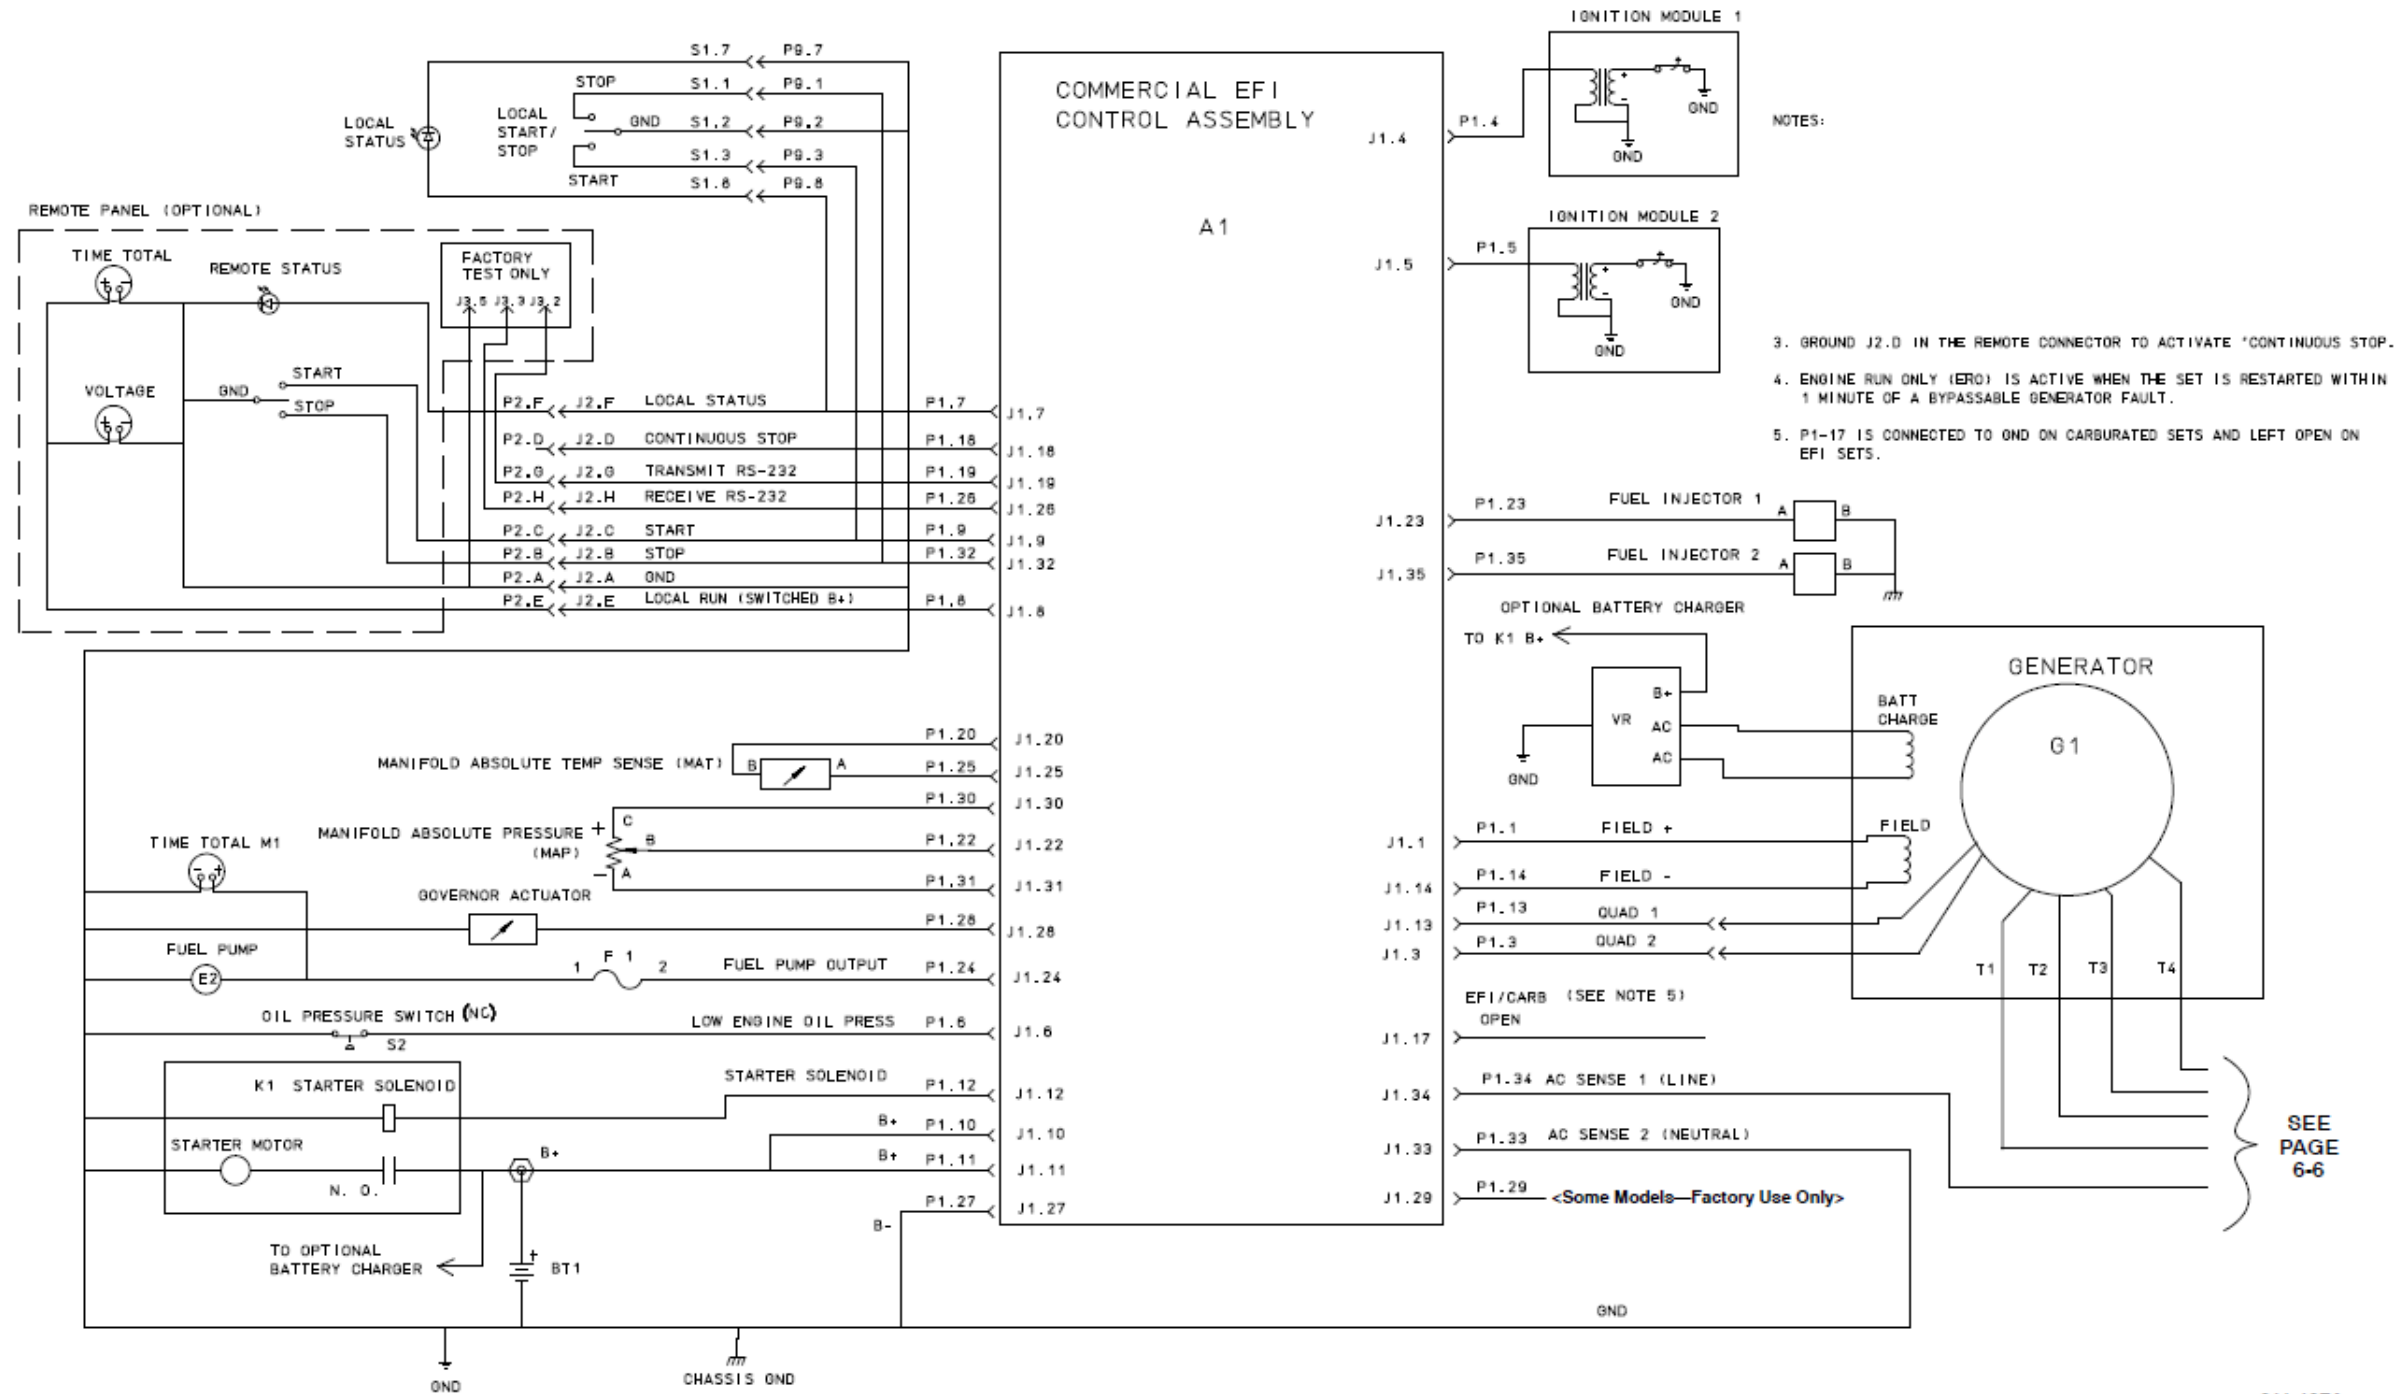 IGNITION MODULE 1
S1.7 P9.7
STOP S1.1 P9.1
LOCAL START/ STOP
GND S1.2 P9.2
S1.3 P9.3
START S1.8 P9.8
LOCAL STATUS
COMMERCIAL EFI
CONTROL ASSEMBLY
A1
J1.4 P1.4
GND
GND
NOTES:
IGNITION MODULE 2
J1.5 P1.5
GND
GND
REMOTE PANEL (OPTIONAL)
TIME TOTAL
REMOTE STATUS
FACTORY
TEST ONLY
J3.5 J3.3 J3.2
VOLTAGE
GND
START
STOP
3. GROUND J2.D IN THE REMOTE CONNECTOR TO ACTIVATE 'CONTINUOUS STOP.
4. ENGINE RUN ONLY (ERO) IS ACTIVE WHEN THE SET IS RESTARTED WITHIN
1 MINUTE OF A BYPASSABLE GENERATOR FAULT.
5. P1-17 IS CONNECTED TO GND ON CARBURATED SETS AND LEFT OPEN ON
EFI SETS.
P2.F J2.F LOCAL STATUS P1.7 J1.7
P2.D J2.D CONTINUOUS STOP P1.18 J1.18
P2.G J2.G TRANSMIT RS-232 P1.19 J1.19
P2.H J2.H RECEIVE RS-232 P1.26 J1.26
P2.C J2.C START P1.9 J1.9
P2.B J2.B STOP P1.32 J1.32
P2.A J2.A GND
P2.E J2.E LOCAL RUN (SWITCHED B+) P1.8 J1.8
J1.23 P1.23 FUEL INJECTOR 1 A B
J1.35 P1.35 FUEL INJECTOR 2 A B
OPTIONAL BATTERY CHARGER
TO K1 B+
B+
VR AC
AC
GND
GENERATOR
G1
BATT
CHARGE
FIELD
P1.20 J1.20
MANIFOLD ABSOLUTE TEMP SENSE (MAT) B A P1.25 J1.25
P1.30 J1.30
MANIFOLD ABSOLUTE PRESSURE
(MAP)
+ C B P1.22 J1.22
- A P1.31 J1.31
TIME TOTAL M1
- +
GOVERNOR ACTUATOR P1.28 J1.28
FUEL PUMP
E2
1 F 1 2 FUEL PUMP OUTPUT P1.24 J1.24
OIL PRESSURE SWITCH (NC)
S2
LOW ENGINE OIL PRESS P1.6 J1.6
K1 STARTER SOLENOID
STARTER SOLENOID P1.12 J1.12
STARTER MOTOR
N. O.
B+
B+ P1.10 J1.10
B+ P1.11 J1.11
P1.27 J1.27
B-
TO OPTIONAL
BATTERY CHARGER
+
BT1
J1.1 P1.1 FIELD +
J1.14 P1.14 FIELD -
J1.13 P1.13 QUAD 1
J1.3 P1.3 QUAD 2
T1 T2 T3 T4
EFI/CARB (SEE NOTE 5)
OPEN
J1.17
J1.34 P1.34 AC SENSE 1 (LINE)
J1.33 P1.33 AC SENSE 2 (NEUTRAL)
J1.29 P1.29 <Some Models—Factory Use Only>
SEE
PAGE
6-6
GND
GND
CHASSIS GND